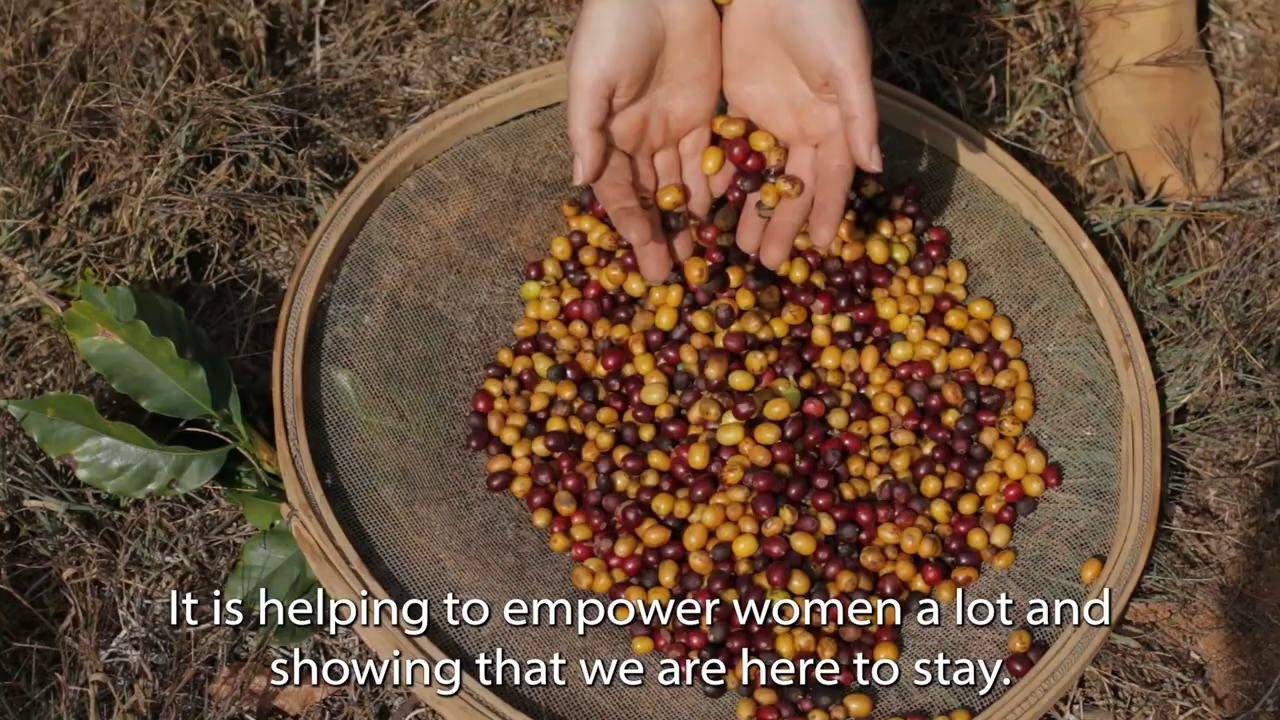 It is helping to empower women a lot and
showing that we are here to stay.